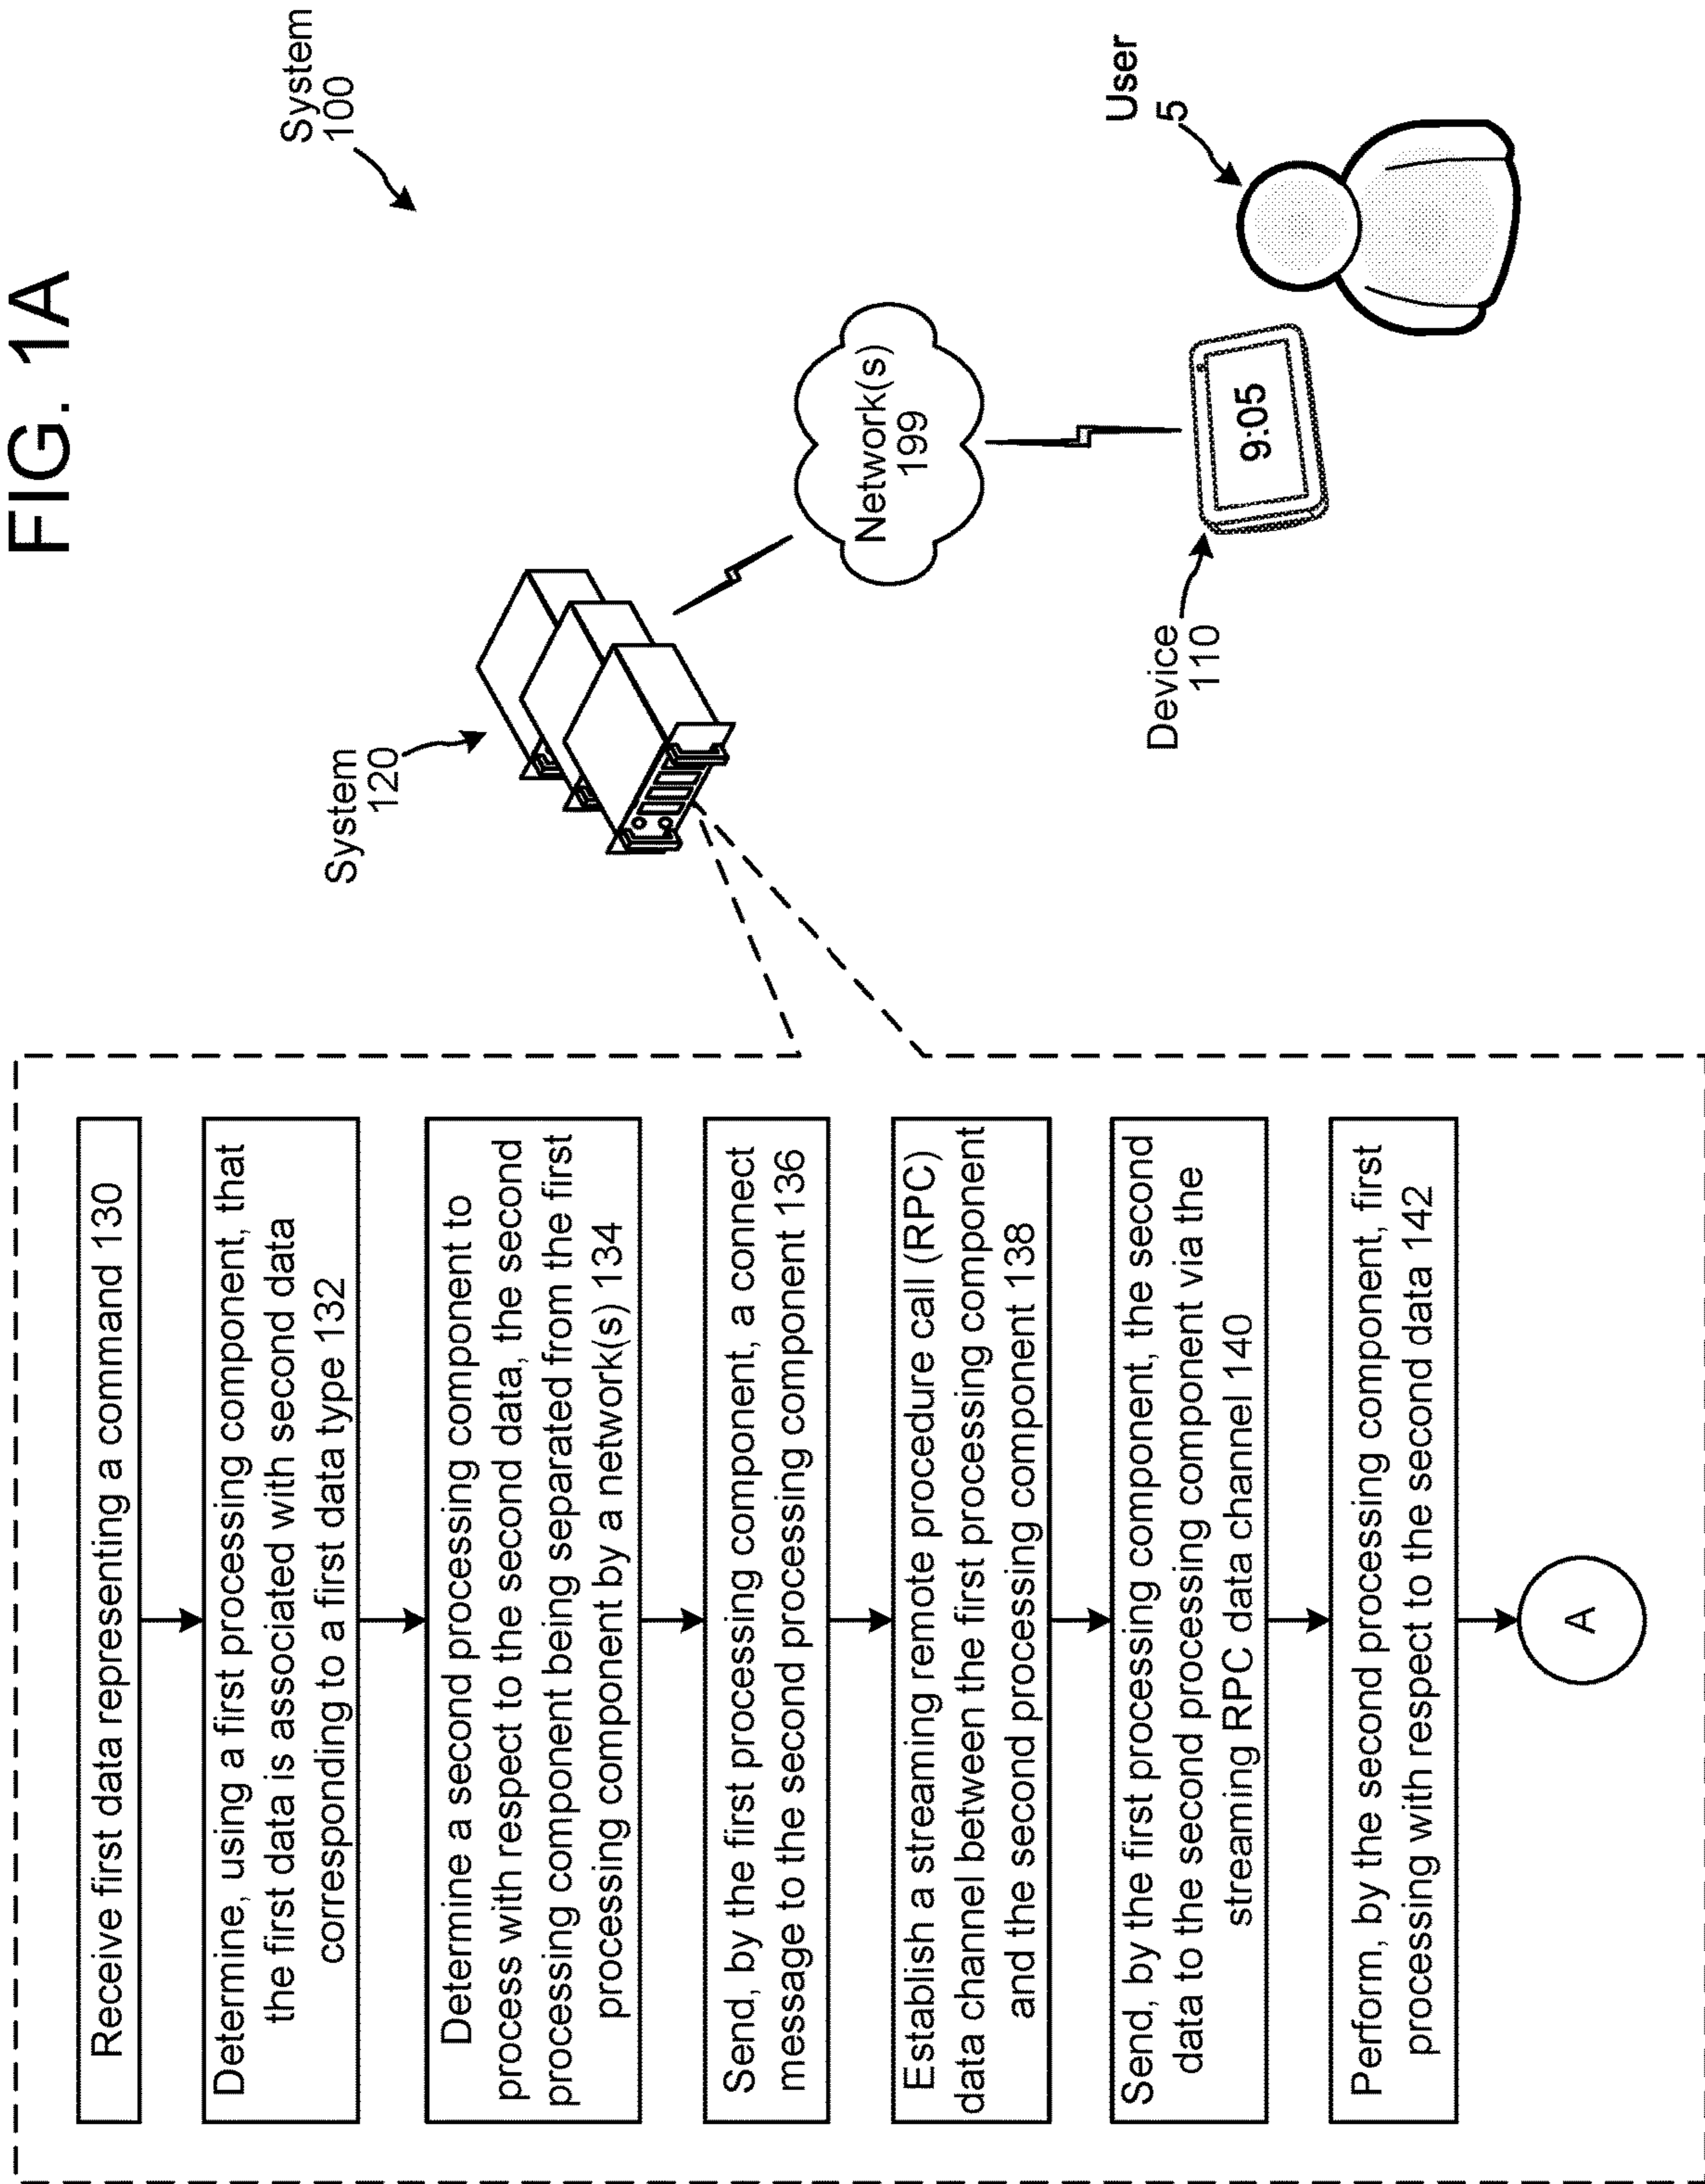 FIG. 1A
System
100
System
120
Network(s)
199
Device
110
9:05
User
5
Receive first data representing a command 130
Determine, using a first processing component, that
the first data is associated with second data
corresponding to a first data type 132
Determine a second processing component to
process with respect to the second data, the second
processing component being separated from the first
processing component by a network(s) 134
Send, by the first processing component, a connect
message to the second process component 136
Establish a streaming remote procedure call (RPC)
data channel between the first processing component
and the second processing component 138
Send, by the first processing component, the second
data to the second processing component via the
streaming RPC data channel 140
Perform, by the second processing component, first
processing with respect to the second data 142
A